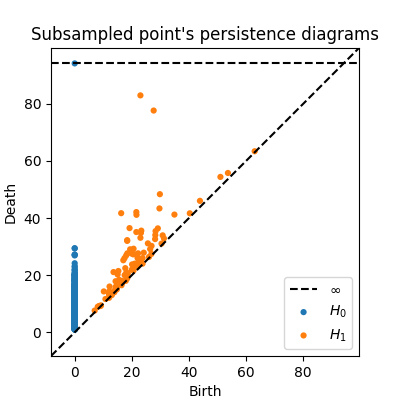 Subsampled point's persistence diagrams
Death
80
60
40
20
0
∞
H₀
H₁
0 20 40 60 80
Birth